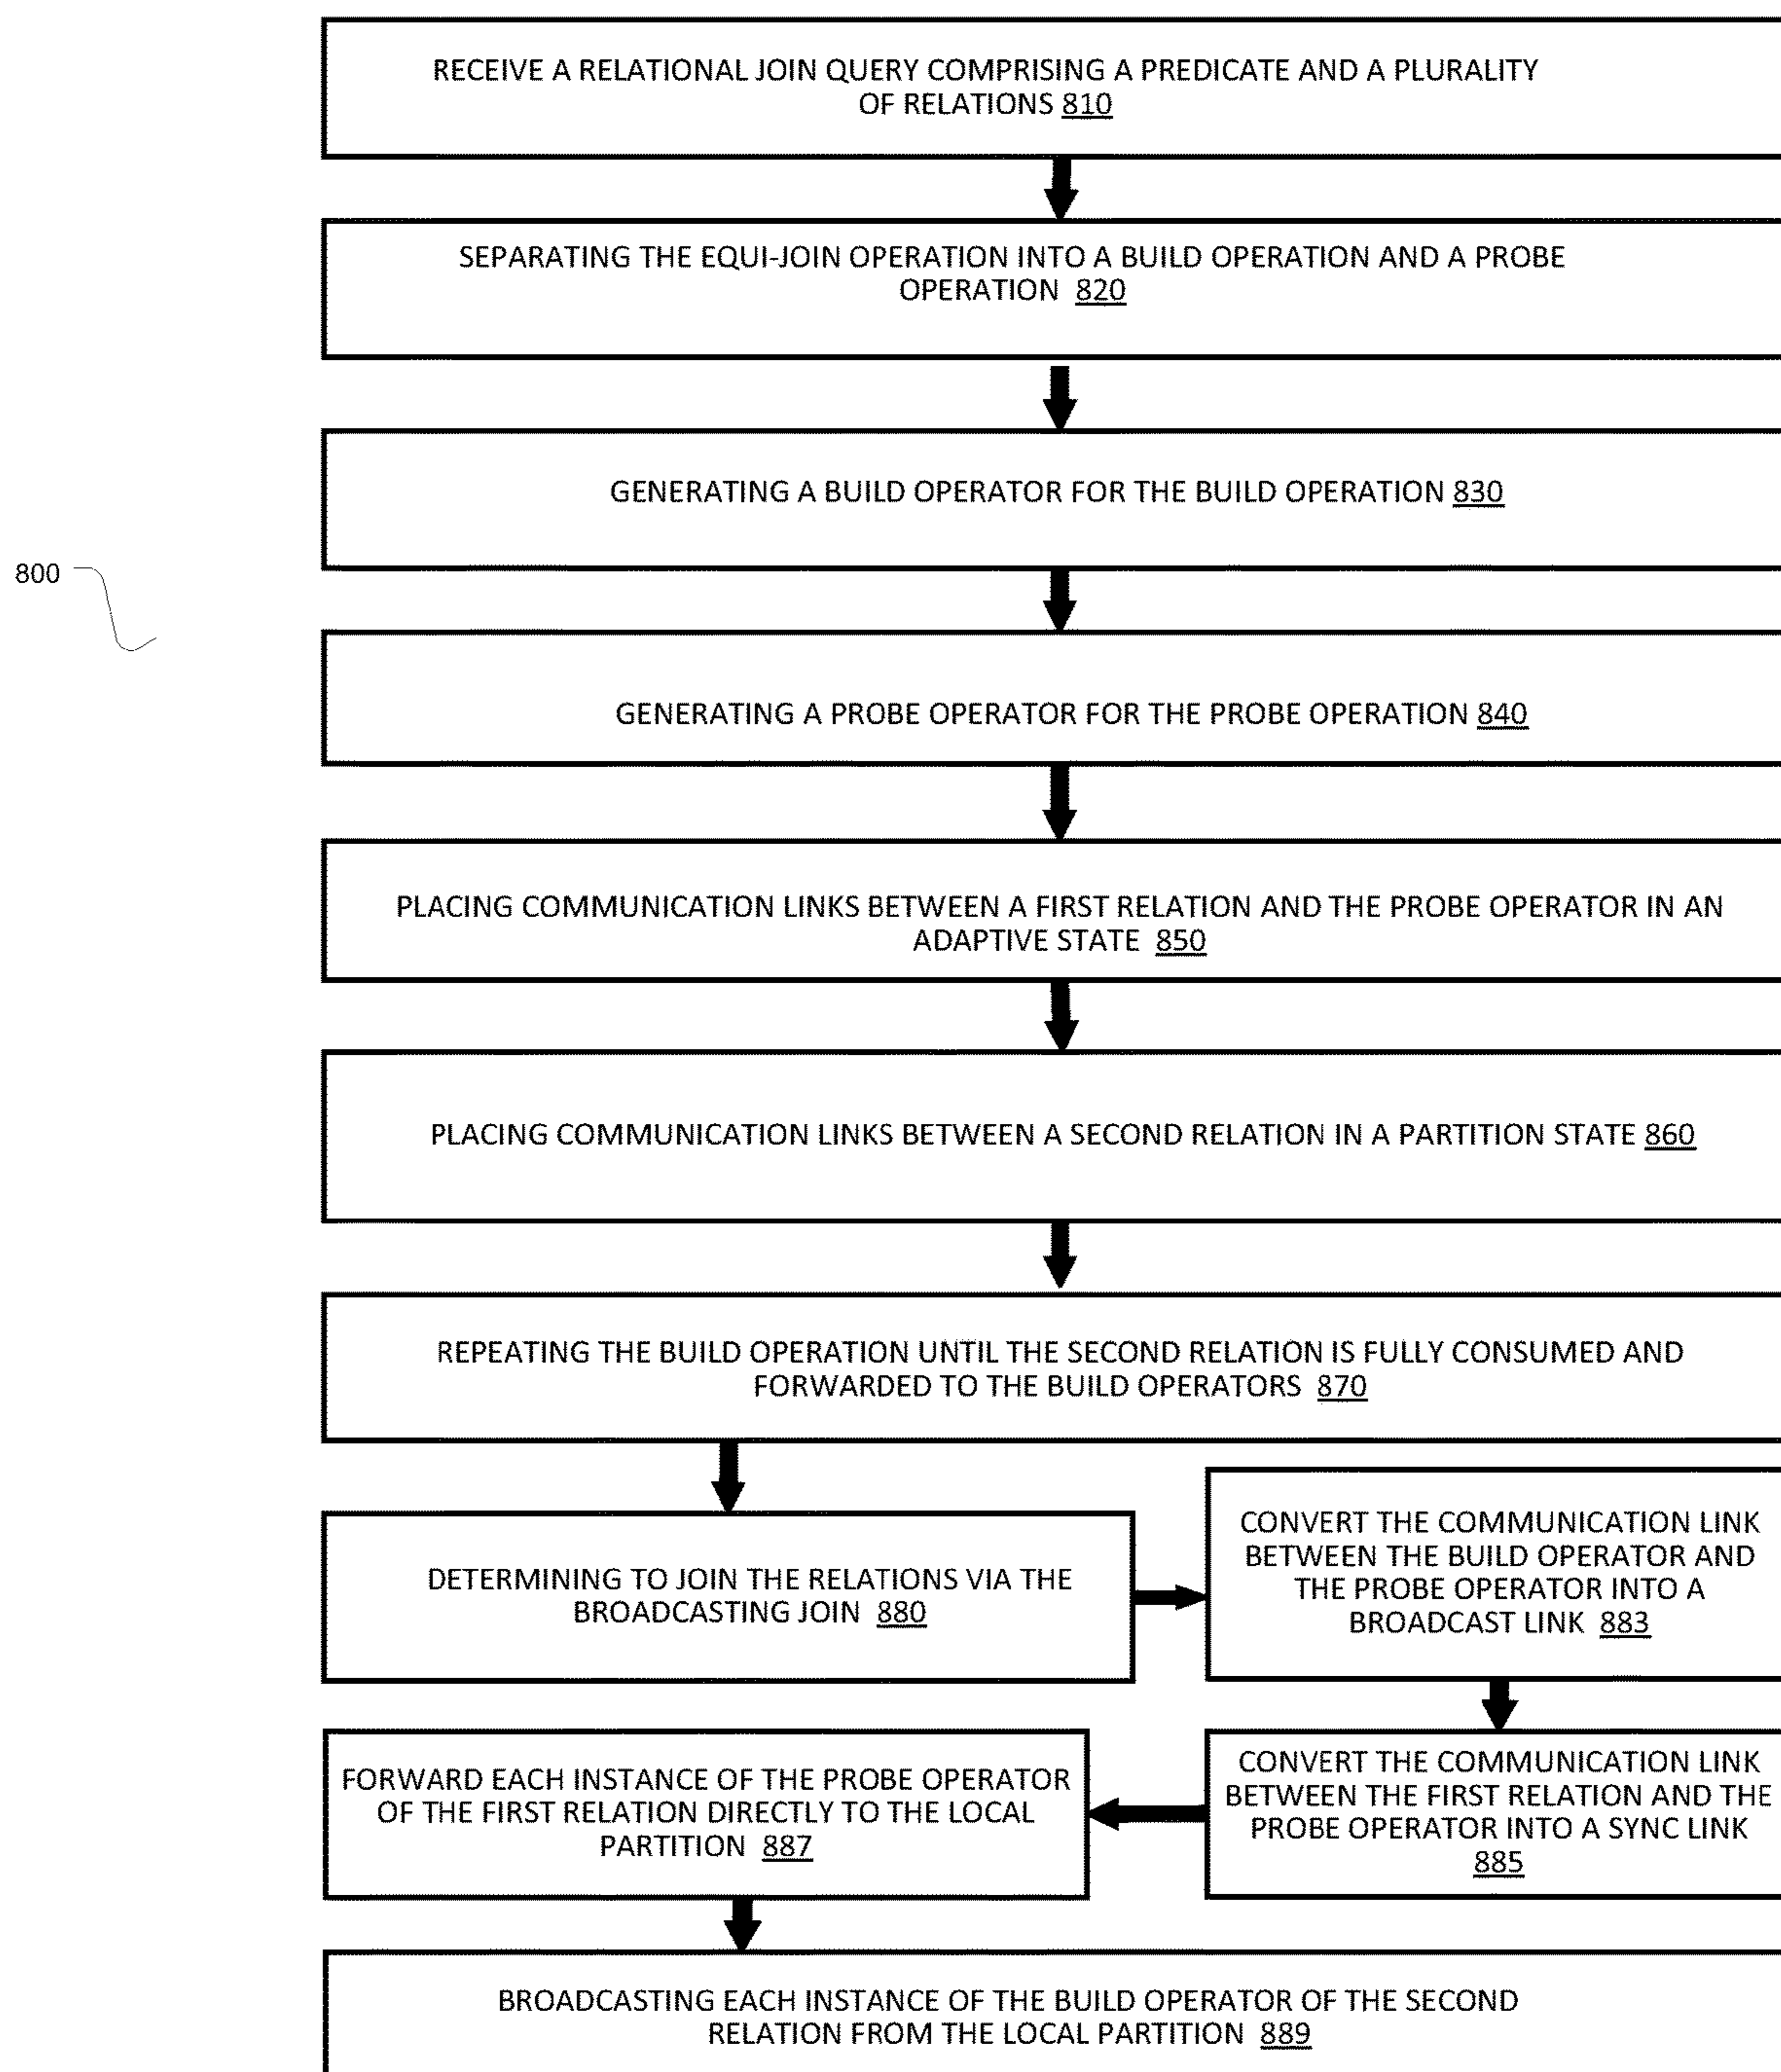 RECEIVE A RELATIONAL JOIN QUERY COMPRISING A PREDICATE AND A PLURALITY
OF RELATIONS 810
SEPARATING THE EQUI-JOIN OPERATION INTO A BUILD OPERATION AND A PROBE
OPERATION 820
GENERATING A BUILD OPERATOR FOR THE BUILD OPERATION 830
800
GENERATING A PROBE OPERATOR FOR THE PROBE OPERATION 840
PLACING COMMUNICATION LINKS BETWEEN A FIRST RELATION AND THE PROBE OPERATOR IN AN
ADAPTIVE STATE 850
PLACING COMMUNICATION LINKS BETWEEN A SECOND RELATION IN A PARTITION STATE 860
REPEATING THE BUILD OPERATION UNTIL THE SECOND RELATION IS FULLY CONSUMED AND
FORWARDED TO THE BUILD OPERATORS 870
DETERMINING TO JOIN THE RELATIONS VIA THE
BROADCASTING JOIN 880
CONVERT THE COMMUNICATION LINK
BETWEEN THE BUILD OPERATOR AND
THE PROBE OPERATOR INTO A
BROADCAST LINK 883
CONVERT THE COMMUNICATION LINK
BETWEEN THE FIRST RELATION AND THE
PROBE OPERATOR INTO A SYNC LINK
885
FORWARD EACH INSTANCE OF THE PROBE OPERATOR
OF THE FIRST RELATION DIRECTLY TO THE LOCAL
PARTITION 887
BROADCASTING EACH INSTANCE OF THE BUILD OPERATOR OF THE SECOND
RELATION FROM THE LOCAL PARTITION 889